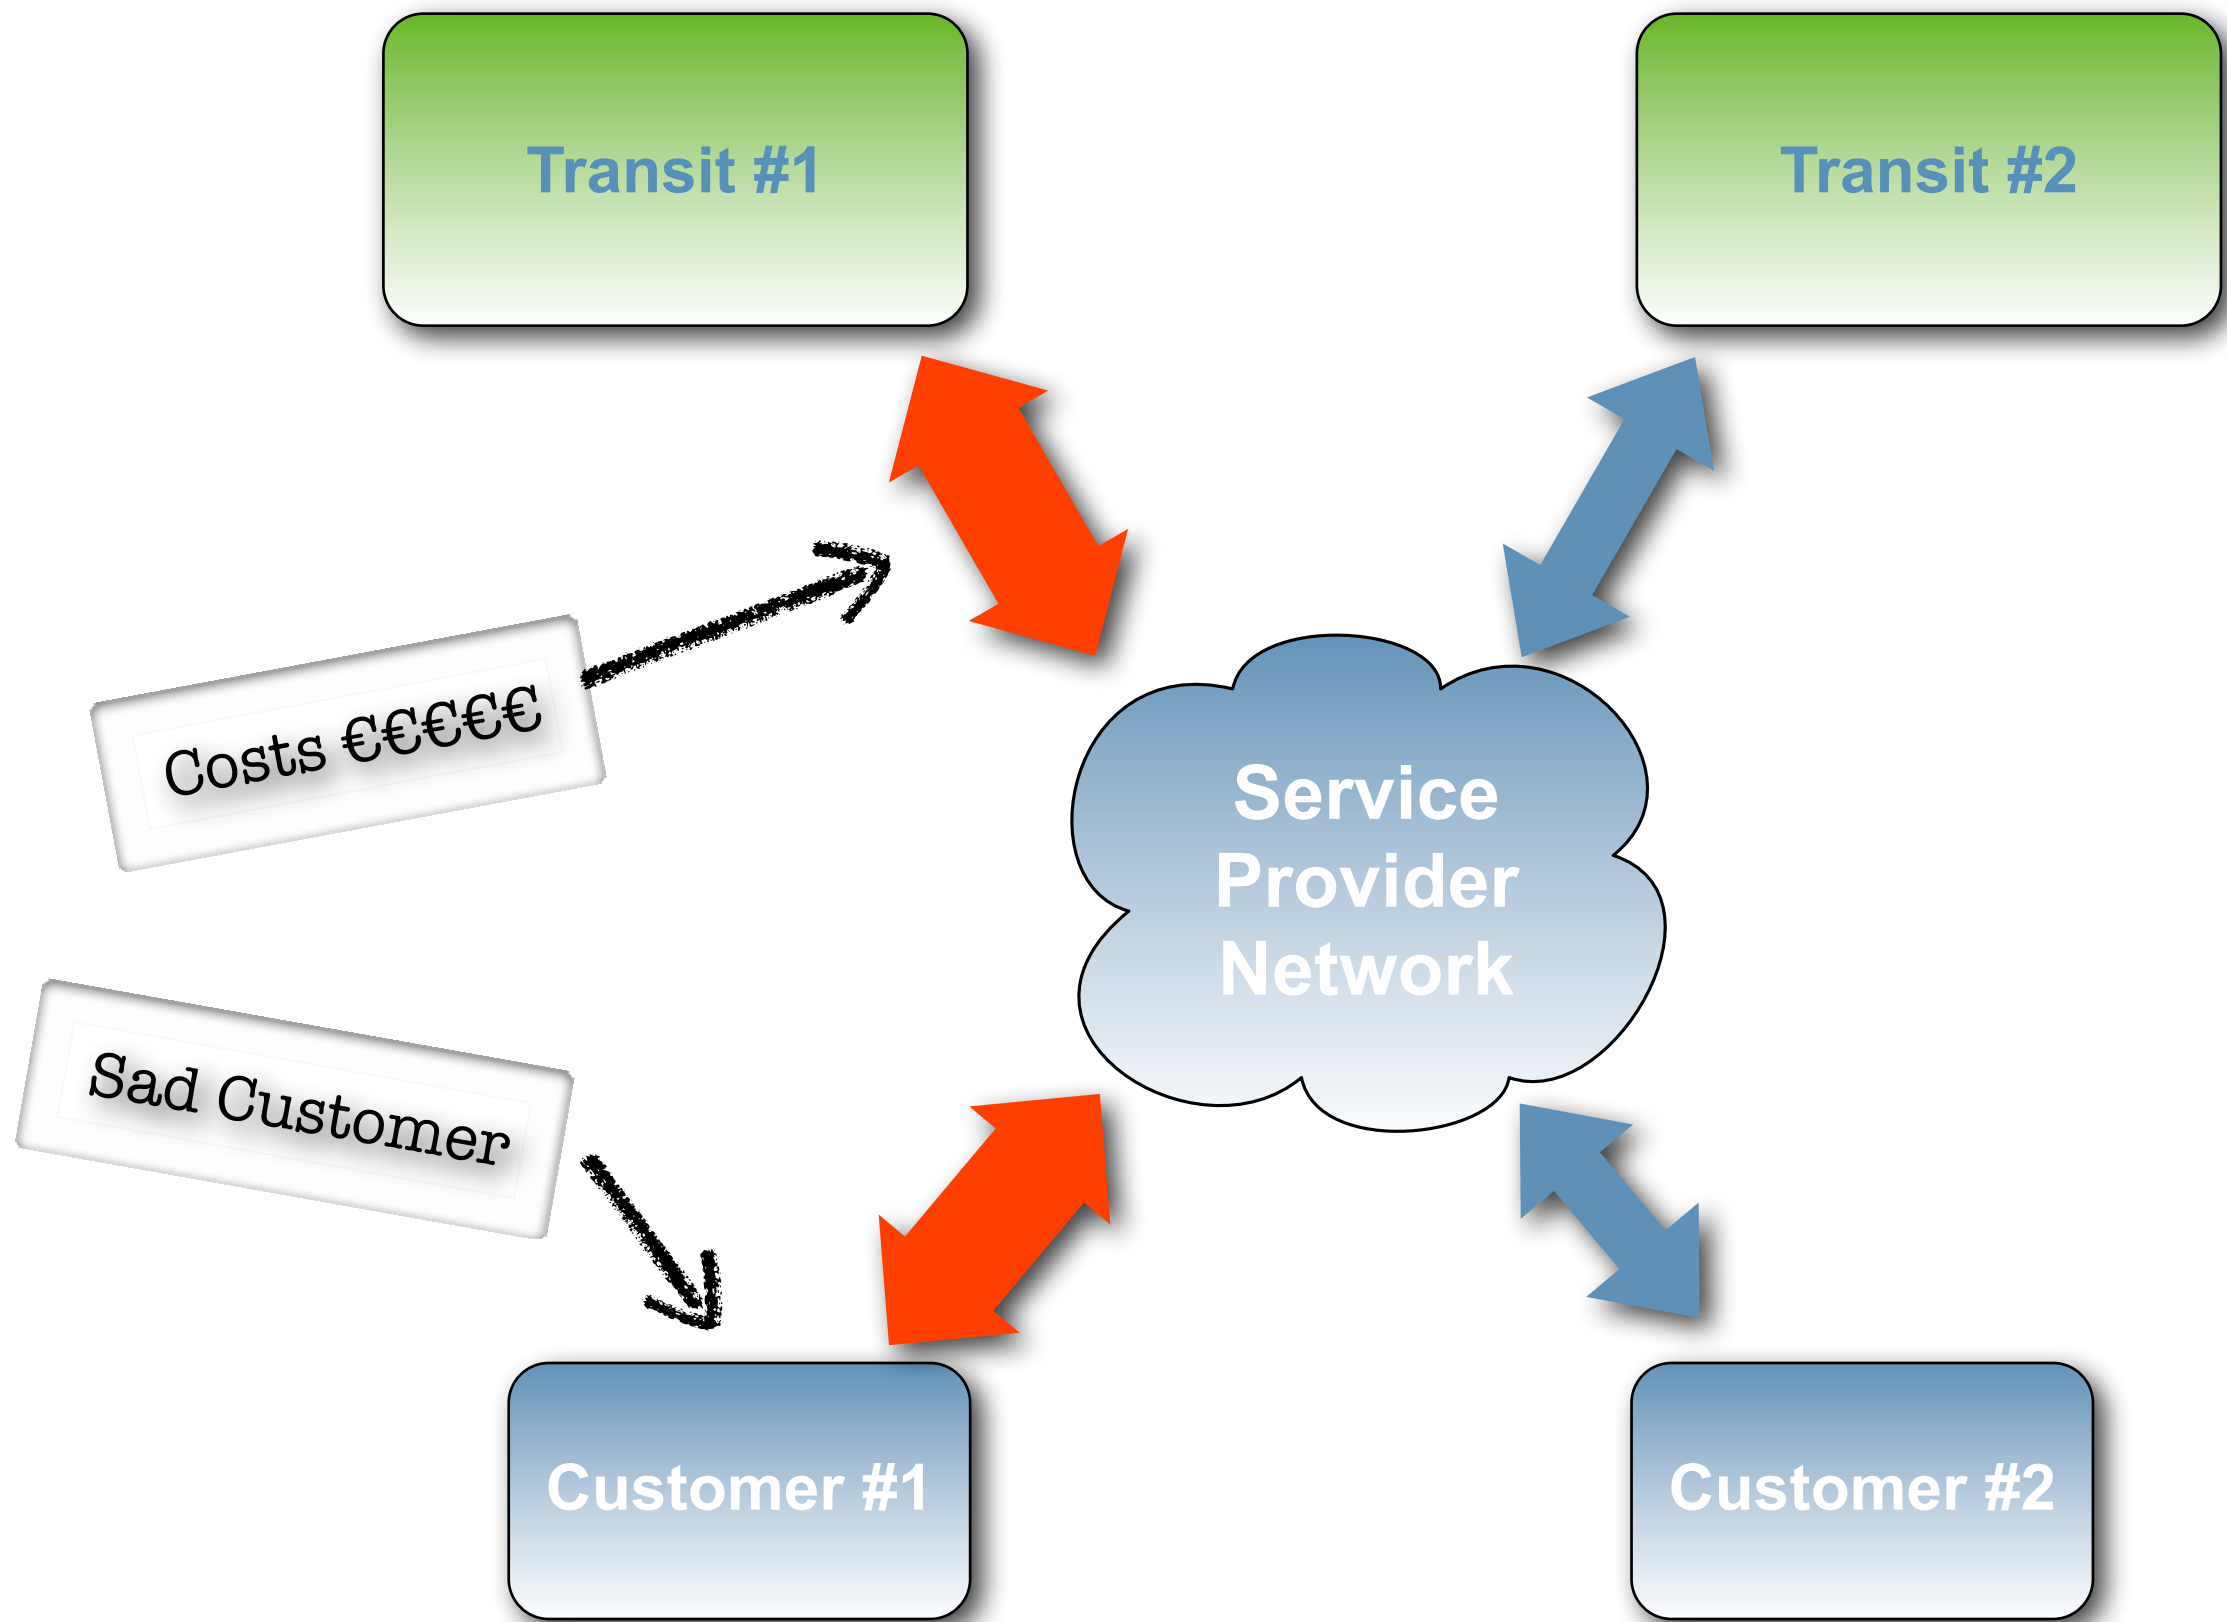 Transit #1
Transit #2
Costs €€€€€
Service
Provider
Network
Sad Customer
Customer #1
Customer #2